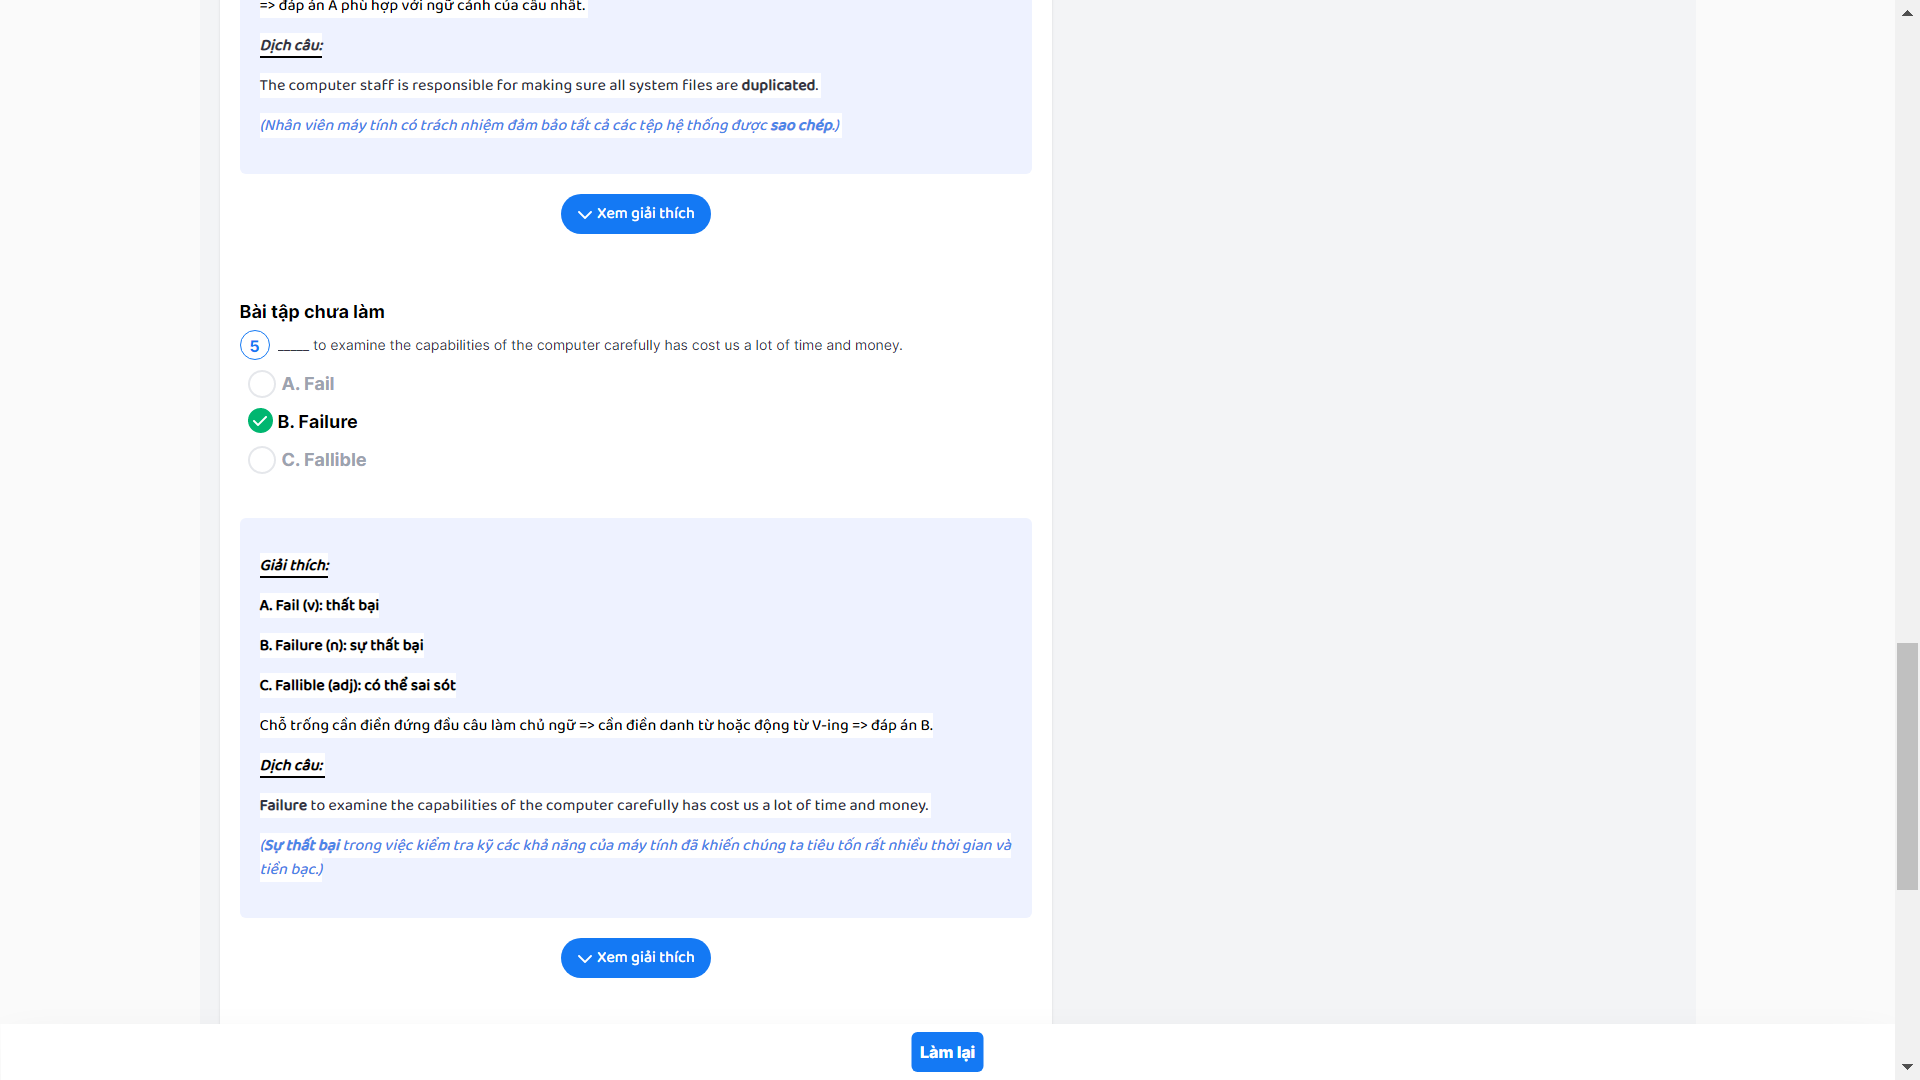 => đáp án A phù hợp với ngữ cảnh của câu nhất.
Dịch câu:
The computer staff is responsible for making sure all system files are duplicated.
(Nhân viên máy tính có trách nhiệm đảm bảo tất cả các tệp hệ thống được sao chép.)
Xem giải thích
Bài tập chưa làm
5 _____ to examine the capabilities of the computer carefully has cost us a lot of time and money.
A. Fail
B. Failure
C. Fallible
Giải thích:
A. Fail (v): thất bại
B. Failure (n): sự thất bại
C. Fallible (adj): có thể sai sót
Chỗ trống cần điền đứng đầu câu làm chủ ngữ => cần điền danh từ hoặc động từ V-ing => đáp án B.
Dịch câu:
Failure to examine the capabilities of the computer carefully has cost us a lot of time and money.
(Sự thất bại trong việc kiểm tra kỹ các khả năng của máy tính đã khiến chúng ta tiêu tốn rất nhiều thời gian và
tiền bạc.)
Xem giải thích
Làm lại